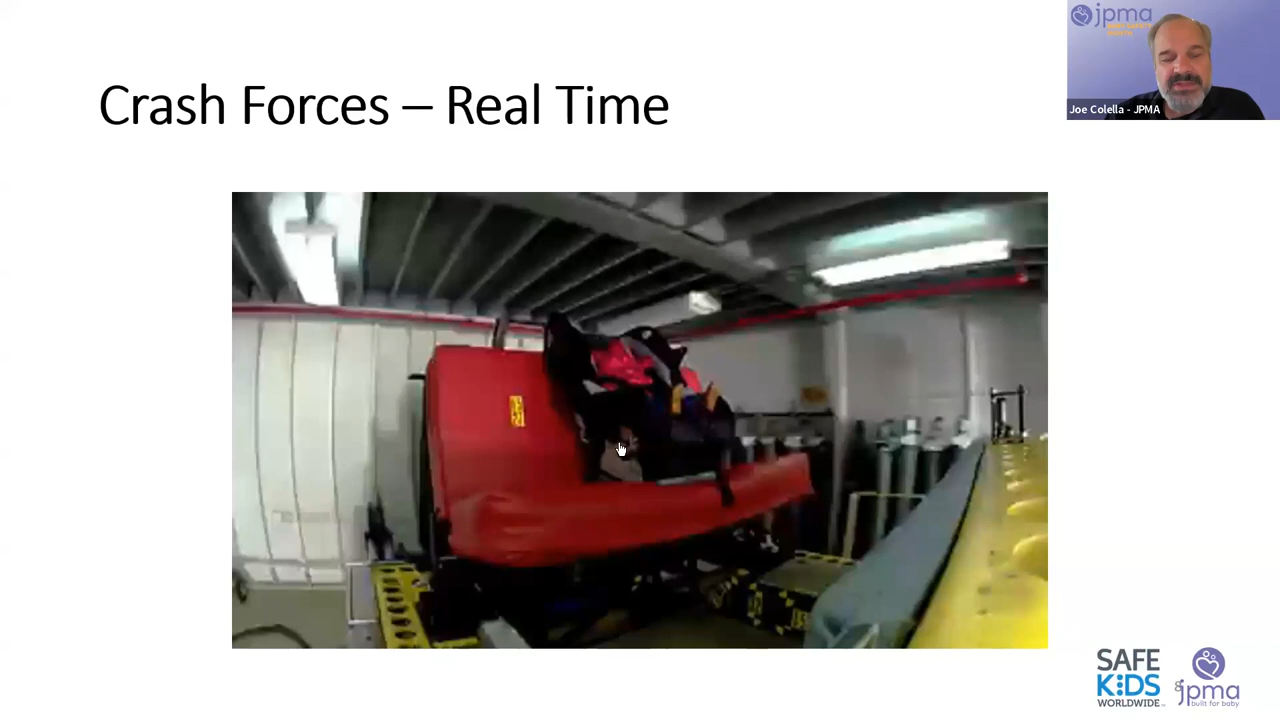 jpma
Joe Colella - JPMA
Crash Forces – Real Time
SAFE
KIDS
WORLDWIDE
jpma
built for baby